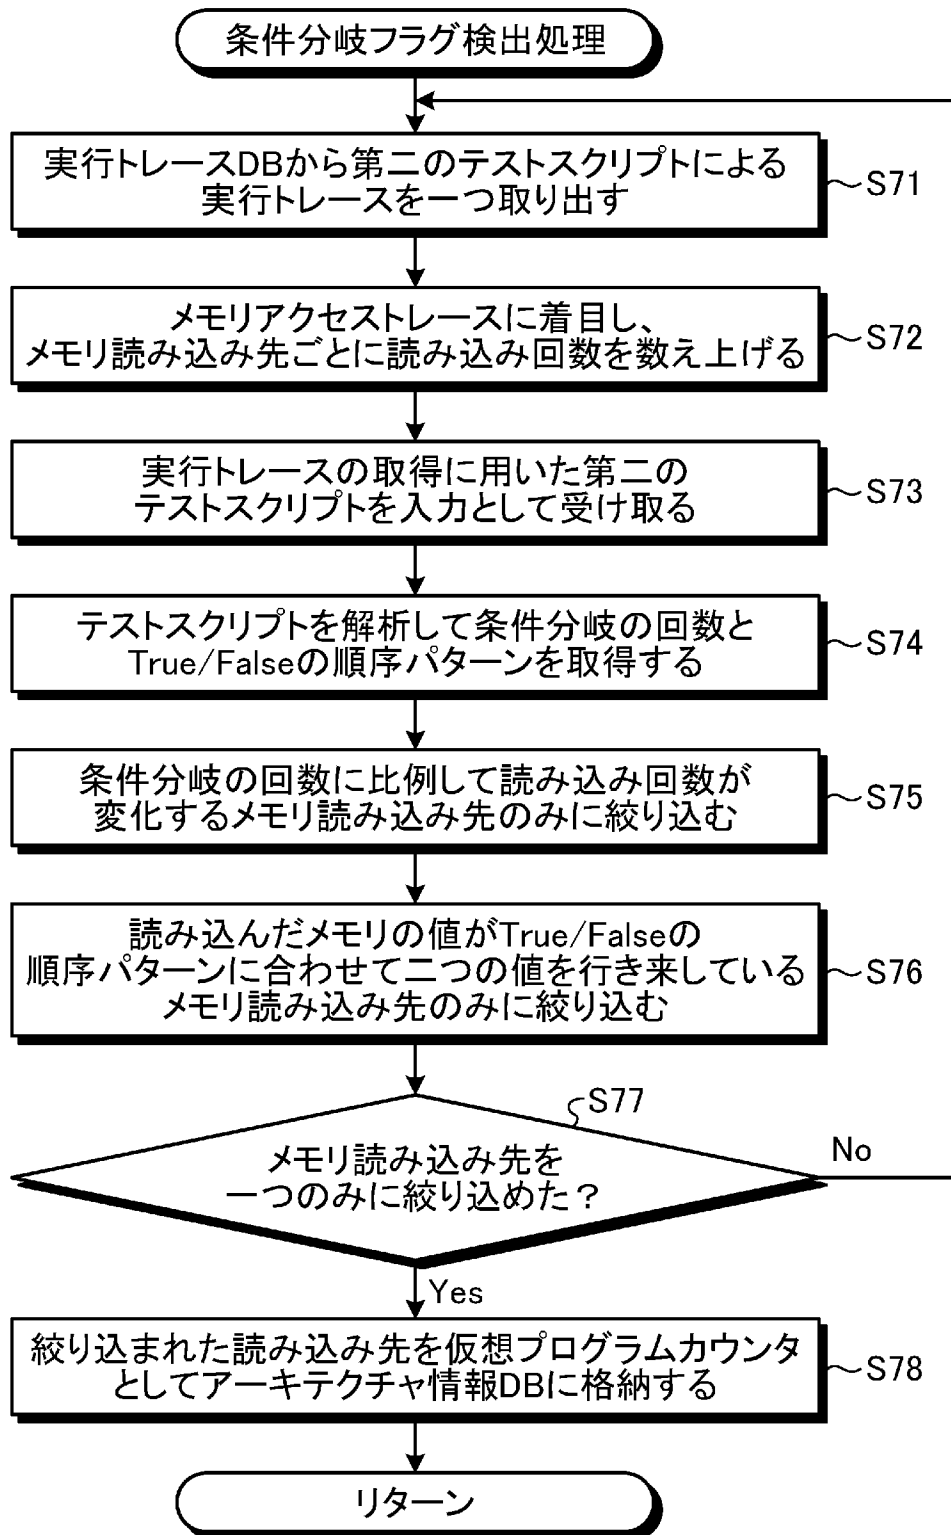 条件分岐フラグ検出処理
実行トレースDBから第二のテストスクリプトによる
実行トレースを一つ取り出す
S71
メモリアクセストレースに着目し、
メモリ読み込み先ごとに読み込み回数を数え上げる
S72
実行トレースの取得に用いた第二の
テストスクリプトを入力として受け取る
S73
テストスクリプトを解析して条件分岐の回数と
True/Falseの順序パターンを取得する
S74
条件分岐の回数に比例して読み込み回数が
変化するメモリ読み込み先のみに絞り込む
S75
読み込んだメモリの値がTrue/Falseの
順序パターンに合わせて二つの値を行き来している
メモリ読み込み先のみに絞り込む
S76
S77
メモリ読み込み先を
一つのみに絞り込めた？
No
Yes
絞り込まれた読み込み先を仮想プログラムカウンタ
としてアーキテクチャ情報DBに格納する
S78
リターン